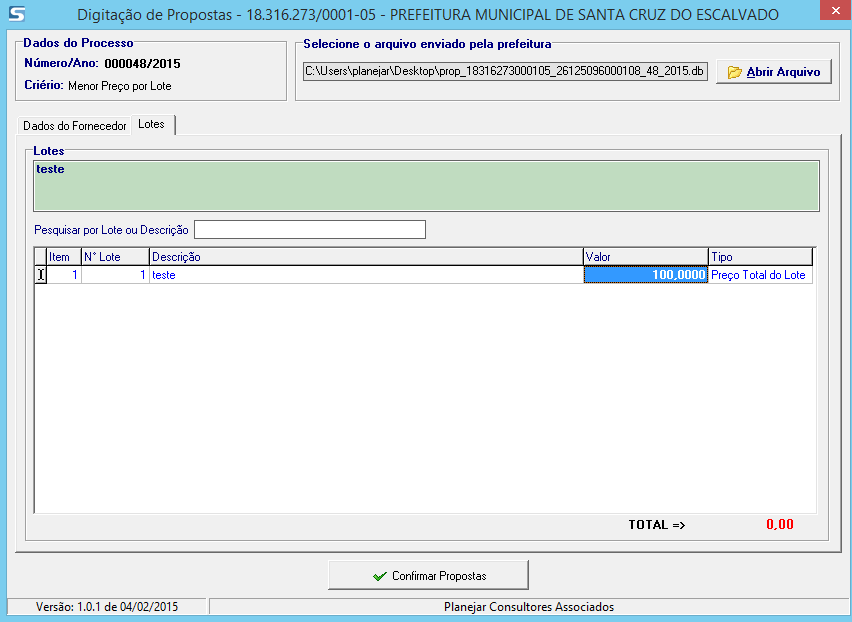 Digitação de Propostas - 18.316.273/0001-05 - PREFEITURA MUNICIPAL DE SANTA CRUZ DO ESCALVADO
Dados do Processo
Número/Ano: 000048/2015
Criério: Menor Preço por Lote
Selecione o arquivo enviado pela prefeitura
C:\Users\planejar\Desktop\prop_18316273000105_26125096000108_48_2015.db
Abrir Arquivo
Dados do Fornecedor
Lotes
Lotes
teste
Pesquisar por Lote ou Descrição
Item N° Lote Descrição Valor Tipo
1 1 teste 100,0000 Preço Total do Lote
TOTAL => 0,00
Confirmar Propostas
Versão: 1.0.1 de 04/02/2015
Planejar Consultores Associados